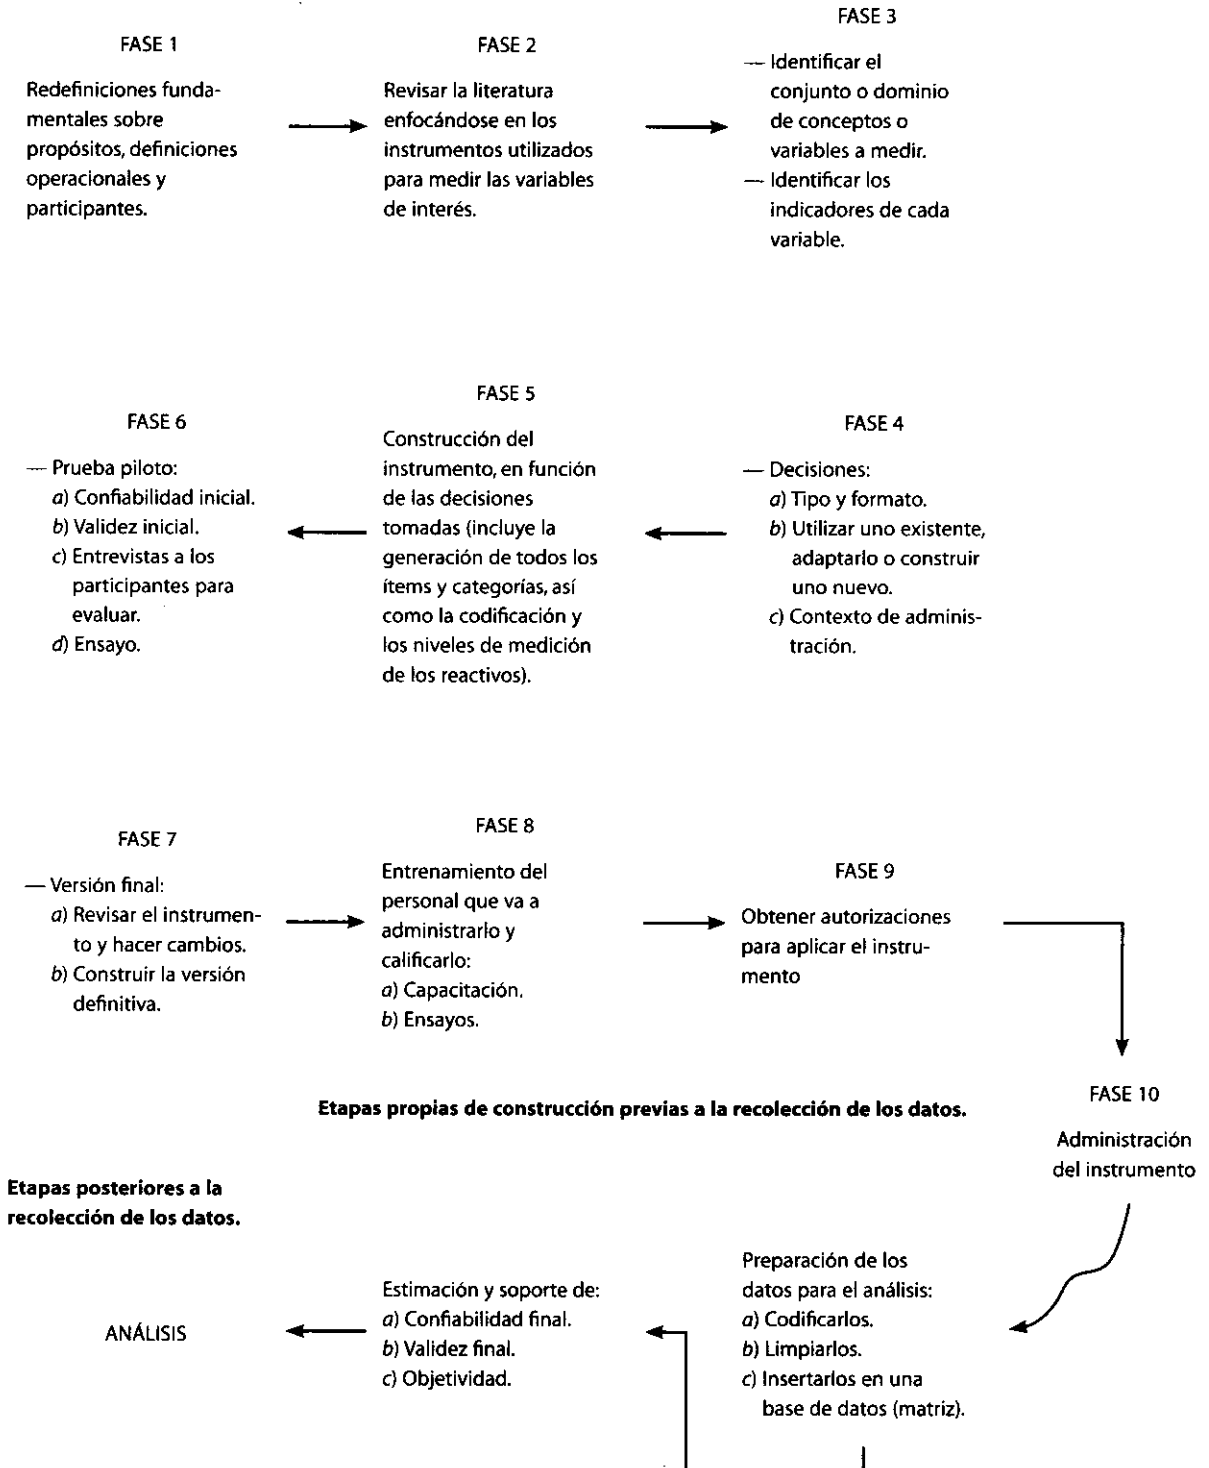 FASE 1
Redefiniciones funda-
mentales sobre
propósitos, definiciones
operacionales y
participantes.
FASE 2
Revisar la literatura
enfocándose en los
instrumentos utilizados
para medir las variables
de interés.
FASE 3
— Identificar el
conjunto o dominio
de conceptos o
variables a medir.
— Identificar los
indicadores de cada
variable.
FASE 6
— Prueba piloto:
a) Confiabilidad inicial.
b) Validez inicial.
c) Entrevistas a los
participantes para
evaluar.
d) Ensayo.
FASE 5
Construcción del
instrumento, en función
de las decisiones
tomadas (incluye la
generación de todos los
ítems y categorías, así
como la codificación y
los niveles de medición
de los reactivos).
FASE 4
— Decisiones:
a) Tipo y formato.
b) Utilizar uno existente,
adaptarlo o construir
uno nuevo.
c) Contexto de adminis-
tración.
FASE 7
— Versión final:
a) Revisar el instrumen-
to y hacer cambios.
b) Construir la versión
definitiva.
FASE 8
Entrenamiento del
personal que va a
administrarlo y
calificarlo:
a) Capacitación.
b) Ensayos.
FASE 9
Obtener autorizaciones
para aplicar el instru-
mento
Etapas propias de construcción previas a la recolección de los datos.
FASE 10
Administración
del instrumento
Etapas posteriores a la
recolección de los datos.
ANÁLISIS
Estimación y soporte de:
a) Confiabilidad final.
b) Validez final.
c) Objetividad.
Preparación de los
datos para el análisis:
a) Codificarlos.
b) Limpiarlos.
c) Insertarlos en una
base de datos (matriz).